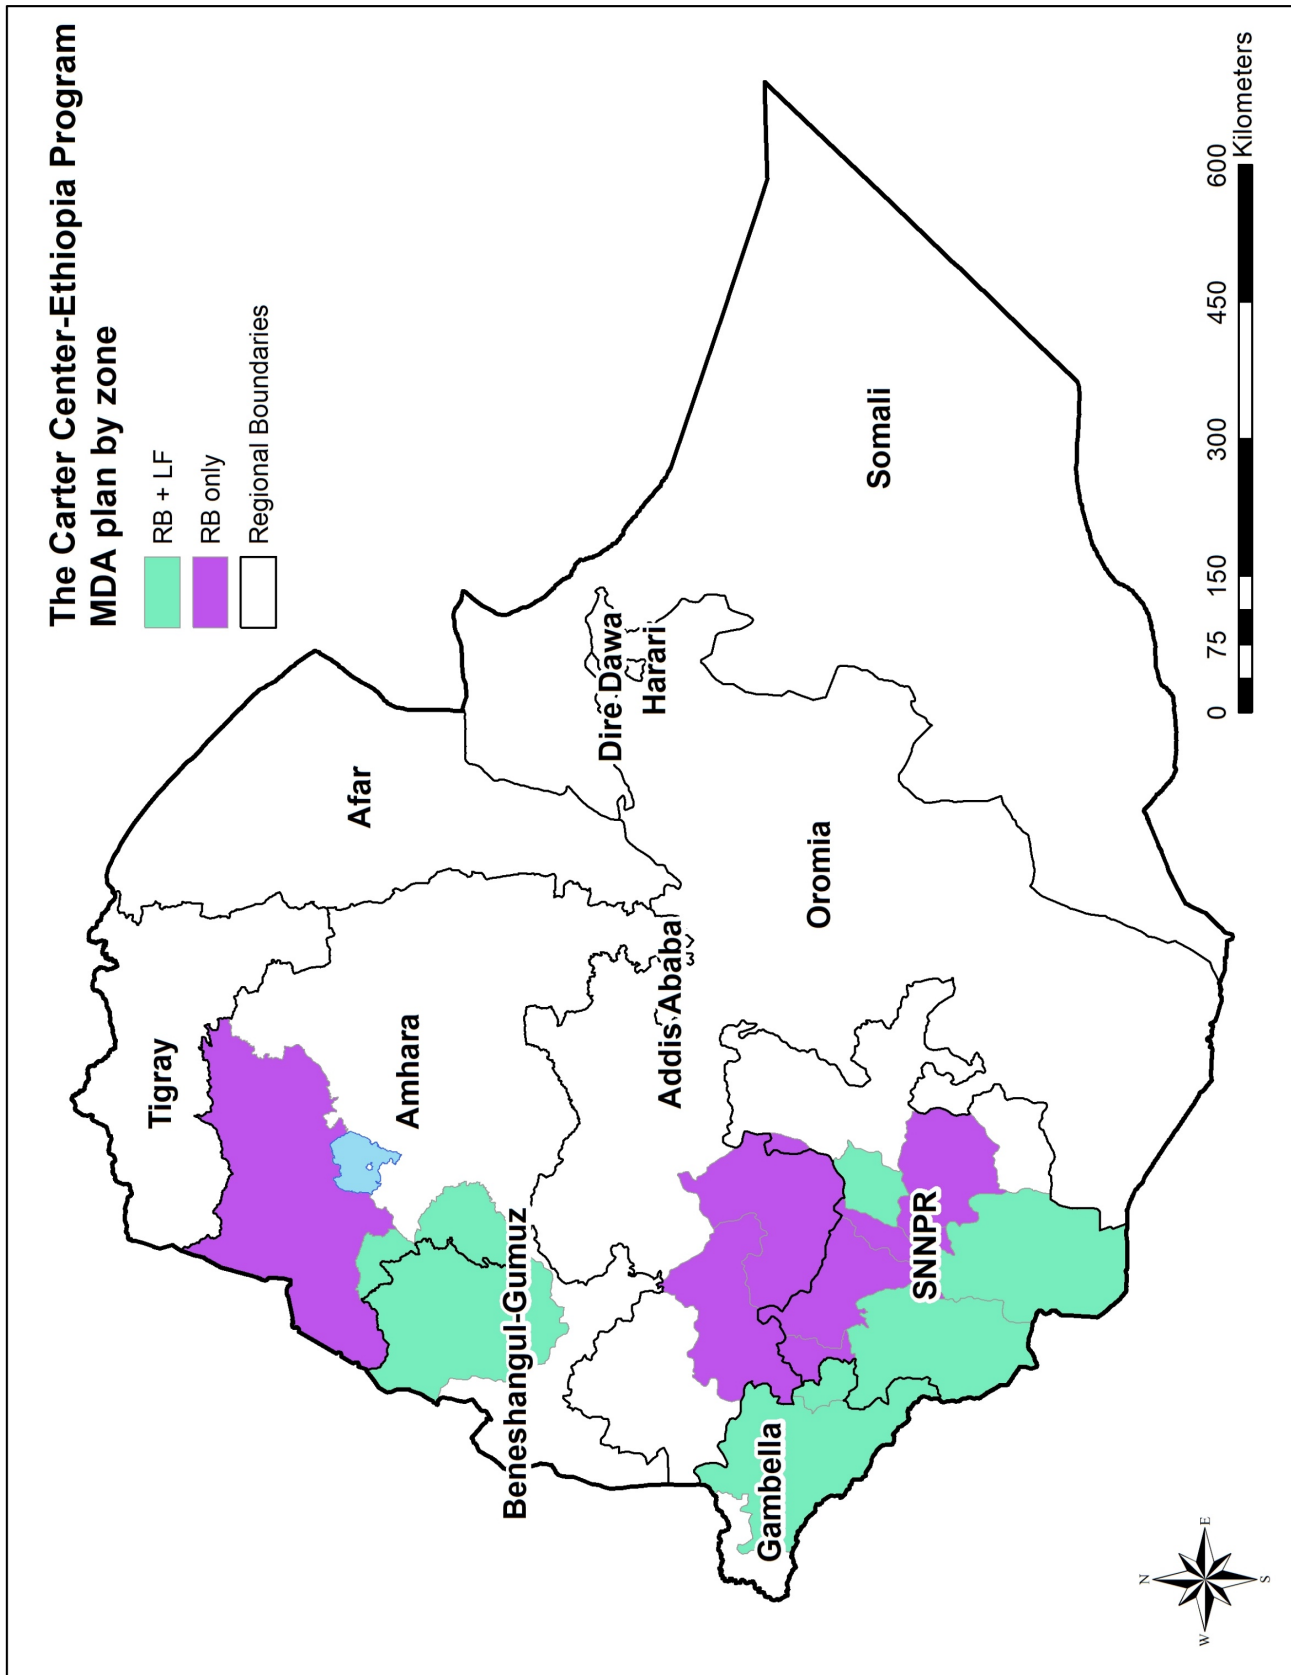 The Carter Center-Ethiopia Program
MDA plan by zone
RB + LF
RB only
Regional Boundaries
Tigray
Afar
Amhara
Beneshangul-Gumuz
Dire Dawa
Harari
Addis Ababa
Gambella
Oromia
Somali
SNNPR
N
W
E
S
0 75 150 300 450 600
Kilometers